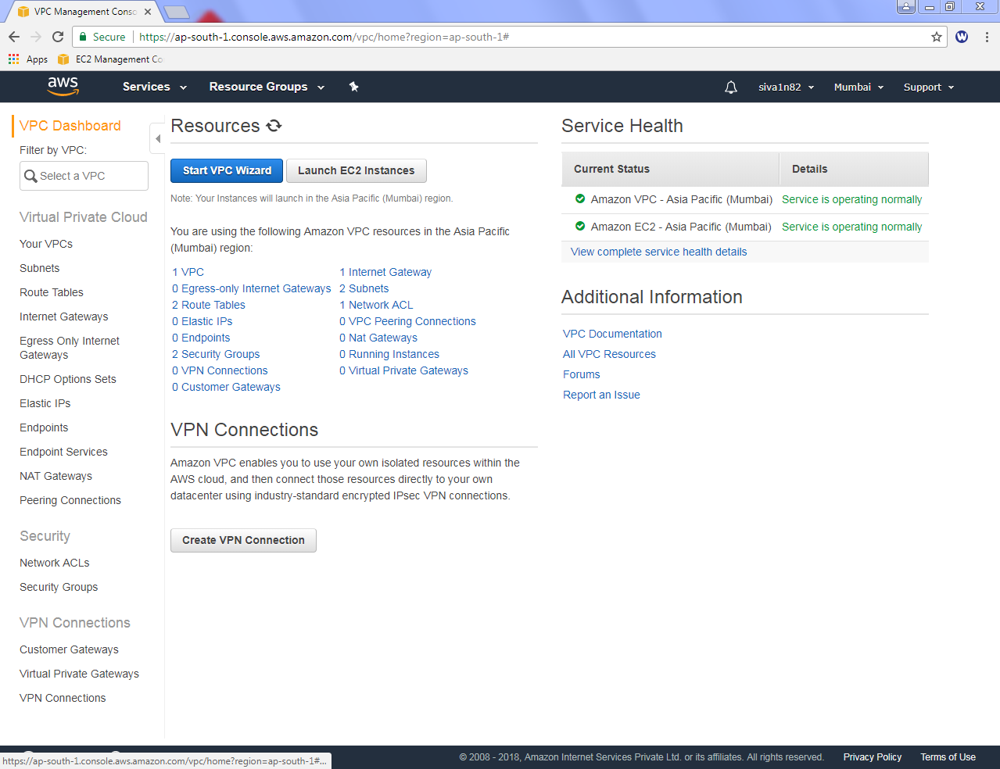 VPC Management Conso
Secure https://ap-south-1.console.aws.amazon.com/vpc/home?region=ap-south-1#
W
Apps EC2 Management Co
aws Services Resource Groups siva1n82 Mumbai Support
VPC Dashboard
Filter by VPC:
Select a VPC
Virtual Private Cloud
Your VPCs
Subnets
Route Tables
Internet Gateways
Egress Only Internet
Gateways
DHCP Options Sets
Elastic IPs
Endpoints
Endpoint Services
NAT Gateways
Peering Connections
Security
Network ACLs
Security Groups
VPN Connections
Customer Gateways
Virtual Private Gateways
VPN Connections
Resources
Start VPC Wizard Launch EC2 Instances
Note: Your Instances will launch in the Asia Pacific (Mumbai) region.
You are using the following Amazon VPC resources in the Asia Pacific
(Mumbai) region:
1 VPC 1 Internet Gateway
0 Egress-only Internet Gateways 2 Subnets
2 Route Tables 1 Network ACL
0 Elastic IPs 0 VPC Peering Connections
0 Endpoints 0 Nat Gateways
2 Security Groups 0 Running Instances
0 VPN Connections 0 Virtual Private Gateways
0 Customer Gateways
VPN Connections
Amazon VPC enables you to use your own isolated resources within the
AWS cloud, and then connect those resources directly to your own
datacenter using industry-standard encrypted IPsec VPN connections.
Create VPN Connection
Service Health
Current Status Details
Amazon VPC - Asia Pacific (Mumbai) Service is operating normally
Amazon EC2 - Asia Pacific (Mumbai) Service is operating normally
View complete service health details
Additional Information
VPC Documentation
All VPC Resources
Forums
Report an Issue
https://ap-south-1.console.aws.amazon.com/vpc/home?region=ap-south-1#...
© 2008 - 2018, Amazon Internet Services Private Ltd. or its affiliates. All rights reserved. Privacy Policy Terms of Use